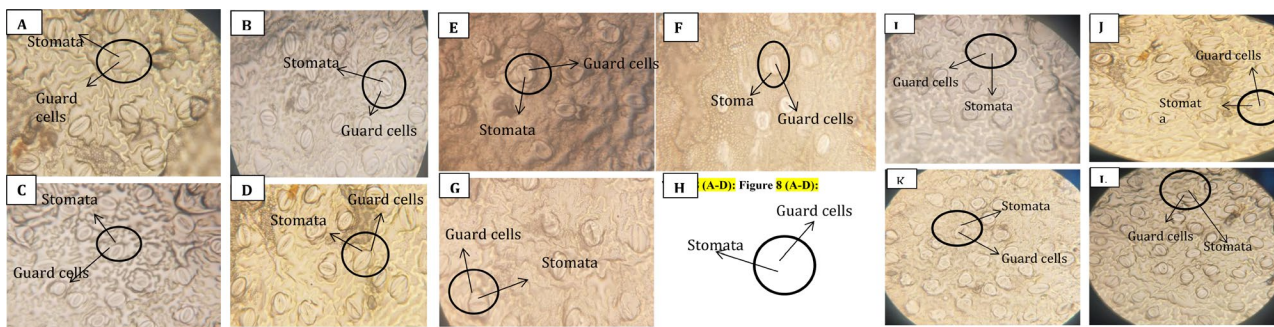 A
Stomata
Guard
cells
B
Stomata
Guard cells
C
Stomata
Guard cells
D
Guard cells
Stomata
E
Guard cells
Stomata
F
Stoma
Guard cells
G
Guard cells
Stomata
H
(A-D): Figure 8 (A-D):
Guard cells
Stomata
I
Guard cells
Stomata
J
Guard cells
Stomat
a
K
Stomata
Guard cells
L
Guard cells
Stomata